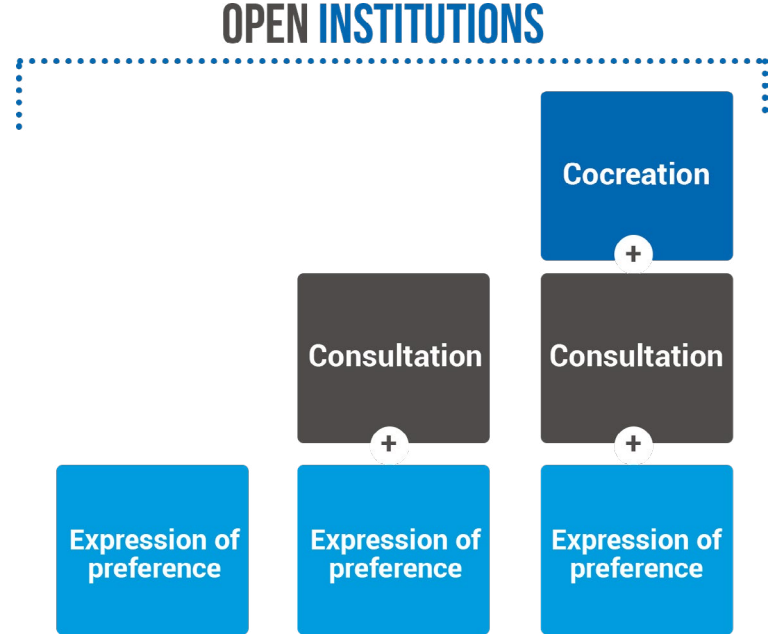 OPEN INSTITUTIONS
Cocreation
+
Consultation
Consultation
+
+
Expression of
preference
Expression of
preference
Expression of
preference